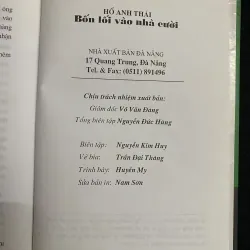 HỒ ANH THÁI
Bốn lối vào nhà cười
NHÀ XUẤT BẢN ĐÀ NẴNG
17 Quang Trung, Đà Nẵng
Tel. & Fax: (0511) 891496
Chịu trách nhiệm xuất bản:
Giám đốc Võ Văn Đáng
Tổng biên tập Nguyễn Đức Hùng
Biên tập: Nguyễn Kim Huy
Vẽ bìa: Trần Đại Thắng
Trình bày: Huyền My
Sửa bản in: Nam Sơn